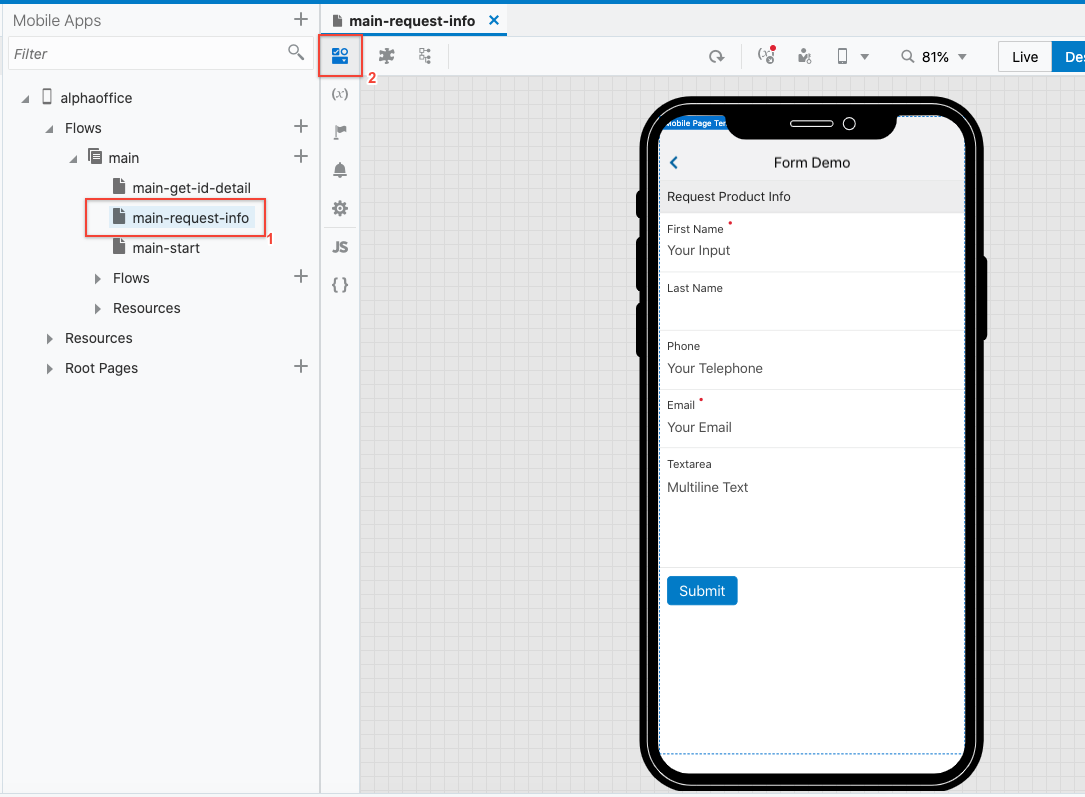 Mobile Apps
Filter
alphaoffice
Flows
main
main-get-id-detail
main-request-info
1
main-start
Flows
Resources
Resources
Root Pages
main-request-info
2
81%
Live
(x)
JS
{ }
Mobile Page
Form Demo
Request Product Info
First Name *
Your Input
Last Name
Phone
Your Telephone
Email *
Your Email
Textarea
Multiline Text
Submit